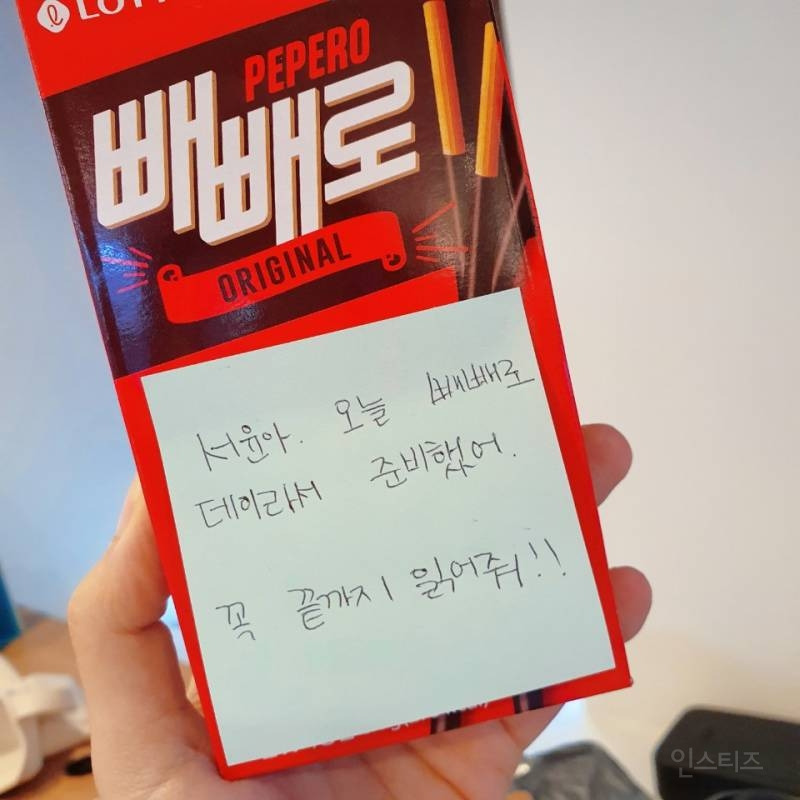 PEPERO
빼빼로
ORIGINAL
서윤아. 오늘 빼빼로
데이라서 준비했어.
꼭 끝까지 읽어줘!!
인스티즈